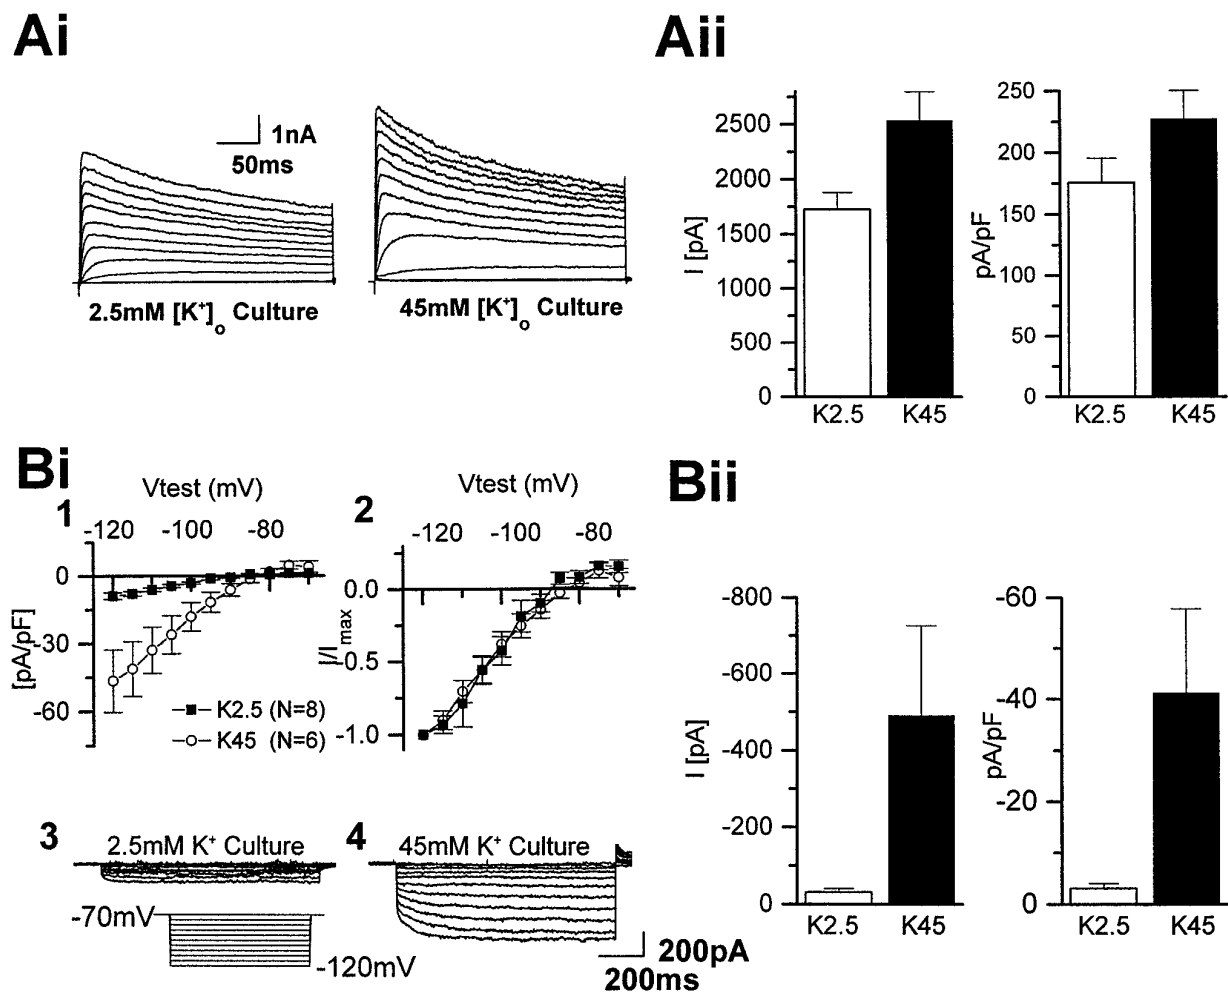 Ai
1nA
50ms
2.5mM [K+]o Culture
45mM [K+]o Culture
Aii
I [pA]
2500
2000
1500
1000
500
0
K2.5 K45
pA/pF
250
200
150
100
50
0
K2.5 K45
Bi
1
Vtest (mV)
-120 -100 -80
[pA/pF]
0
-30
-60
K2.5 (N=8)
K45 (N=6)
2
Vtest (mV)
-120 -100 -80
I/Imax
0.0
-0.5
-1.0
3
2.5mM K+ Culture
-70mV
-120mV
4
45mM K+ Culture
200pA
200ms
Bii
I [pA]
-800
-600
-400
-200
0
K2.5 K45
pA/pF
-60
-40
-20
0
K2.5 K45